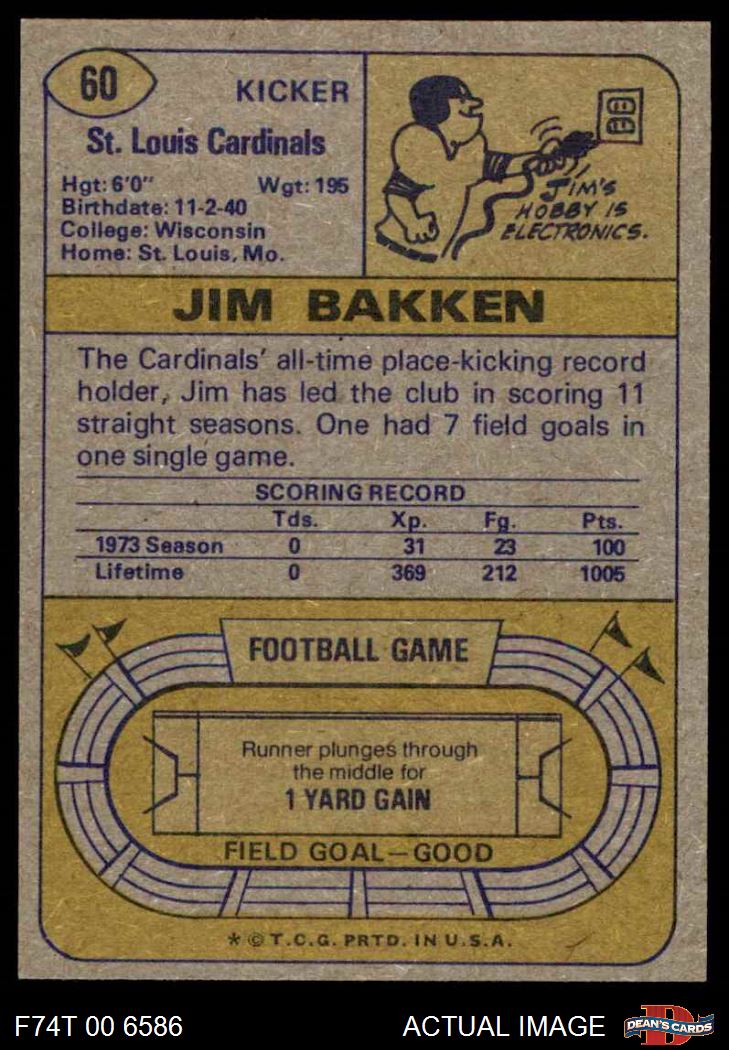 60
KICKER
St. Louis Cardinals
Hgt: 6'0" Wgt: 195
Birthdate: 11-2-40
College: Wisconsin
Home: St. Louis, Mo.
JIM'S
HOBBY IS
ELECTRONICS.
JIM BAKKEN
The Cardinals' all-time place-kicking record
holder, Jim has led the club in scoring 11
straight seasons. One had 7 field goals in
one single game.
SCORING RECORD
Tds. Xp. Fg. Pts.
1973 Season 0 31 23 100
Lifetime 0 369 212 1005
FOOTBALL GAME
Runner plunges through
the middle for
1 YARD GAIN
FIELD GOAL—GOOD
* © T.C.G. PRTD. IN U.S.A.
F74T 00 6586 ACTUAL IMAGE
D
DEAN'S CARDS